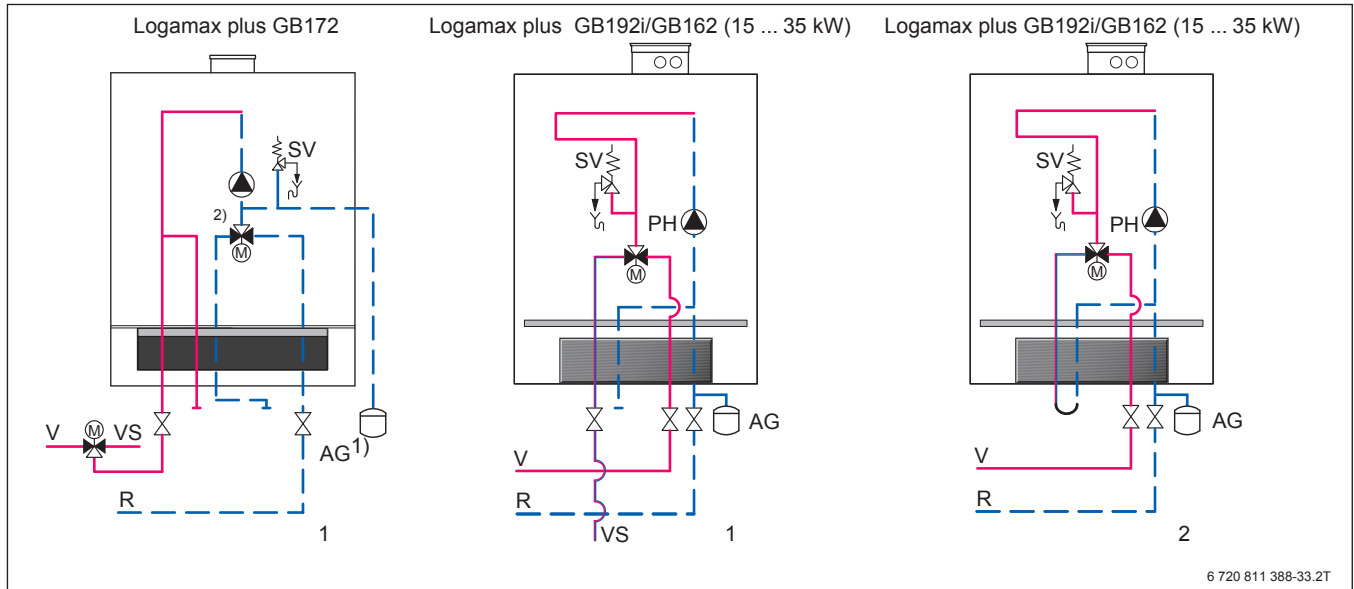 Logamax plus GB172
Logamax plus GB192i/GB162 (15 ... 35 kW)
Logamax plus GB192i/GB162 (15 ... 35 kW)
SV
2)
M
M
V
VS
AG1)
R
1
SV
PH
M
AG
V
R
VS
1
SV
PH
M
AG
V
R
2
6 720 811 388-33.2T